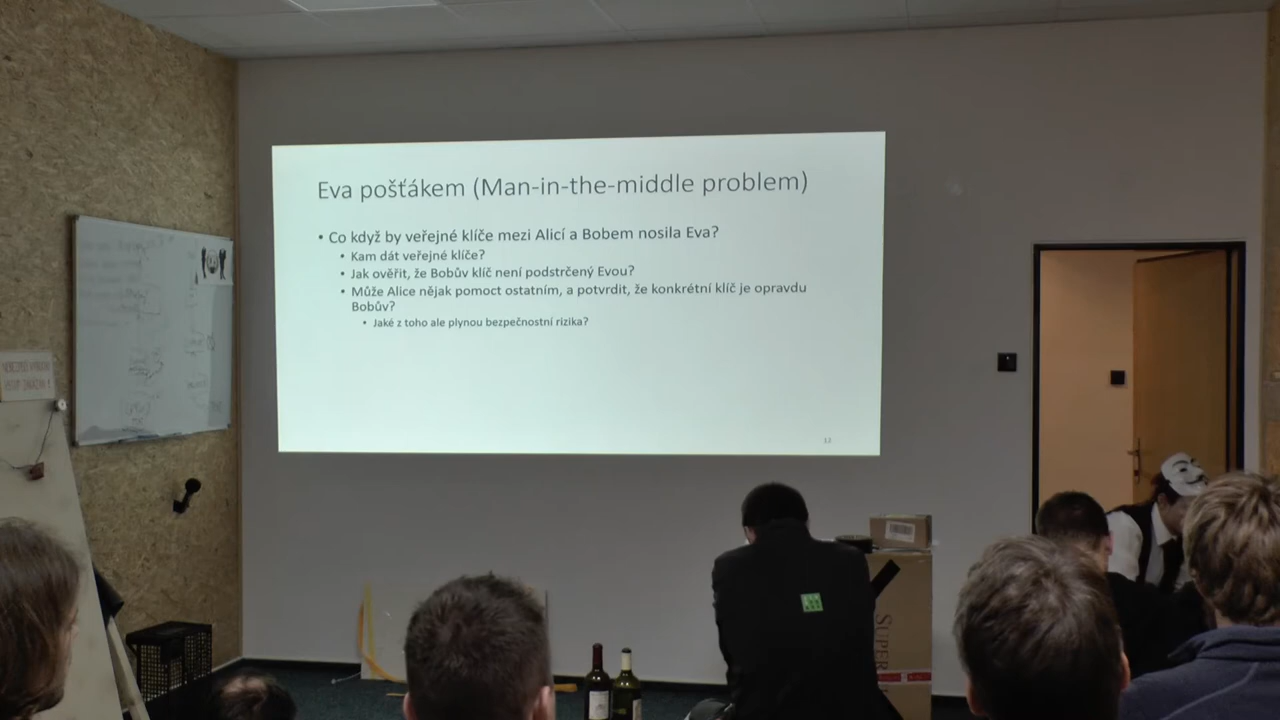 Eva pošťákem (Man-in-the-middle problem)
• Co když by veřejné klíče mezi Alicí a Bobem nosila Eva?
• Kam dát veřejné klíče?
• Jak ověřit, že Bobův klíč není podstrčený Evou?
• Může Alice nějak pomoct ostatním, a potvrdit, že konkrétní klíč je opravdu
Bobův?
• Jaké z toho ale plynou bezpečnostní rizika?
12
SUPER